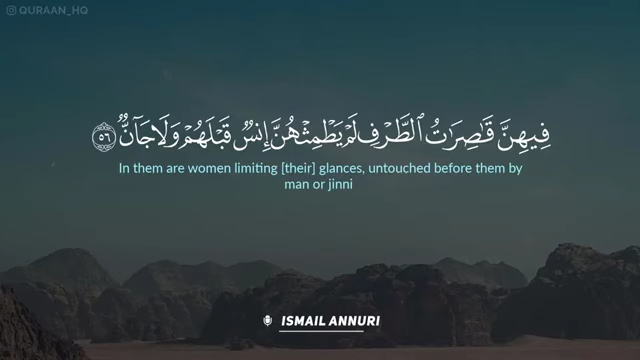 QURAAN_HQ
فِيهِنَّ قَـٰصِرَٰتُ ٱلطَّرْفِ لَمْ يَطْمِثْهُنَّ إِنسٌ قَبْلَهُمْ وَلَا جَآنٌّ ٥٦
In them are women limiting [their] glances, untouched before them by
man or jinni
ISMAIL ANNURI